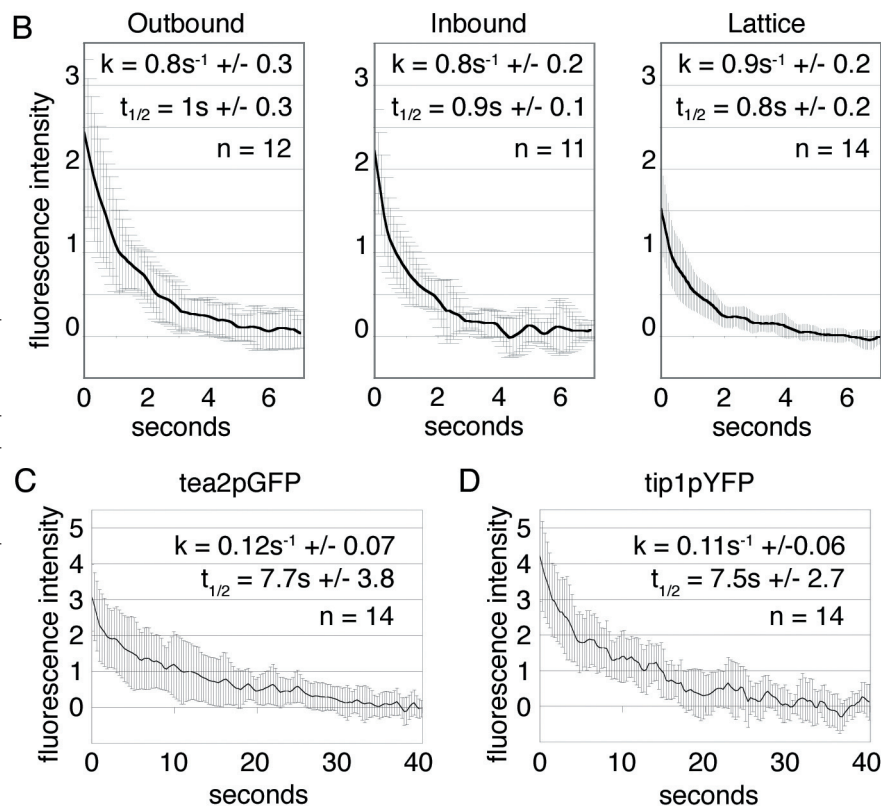 B
Outbound
fluorescence intensity
3
2
1
0
k = 0.8s⁻¹ +/- 0.3
t₁/₂ = 1s +/- 0.3
n = 12
0 2 4 6
seconds
Inbound
3
2
1
0
k = 0.8s⁻¹ +/- 0.2
t₁/₂ = 0.9s +/- 0.1
n = 11
0 2 4 6
seconds
Lattice
3
2
1
0
k = 0.9s⁻¹ +/- 0.2
t₁/₂ = 0.8s +/- 0.2
n = 14
0 2 4 6
seconds
C
tea2pGFP
fluorescence intensity
5
4
3
2
1
0
k = 0.12s⁻¹ +/- 0.07
t₁/₂ = 7.7s +/- 3.8
n = 14
0 10 20 30 40
seconds
D
tip1pYFP
fluorescence intensity
5
4
3
2
1
0
k = 0.11s⁻¹ +/-0.06
t₁/₂ = 7.5s +/- 2.7
n = 14
0 10 20 30 40
seconds